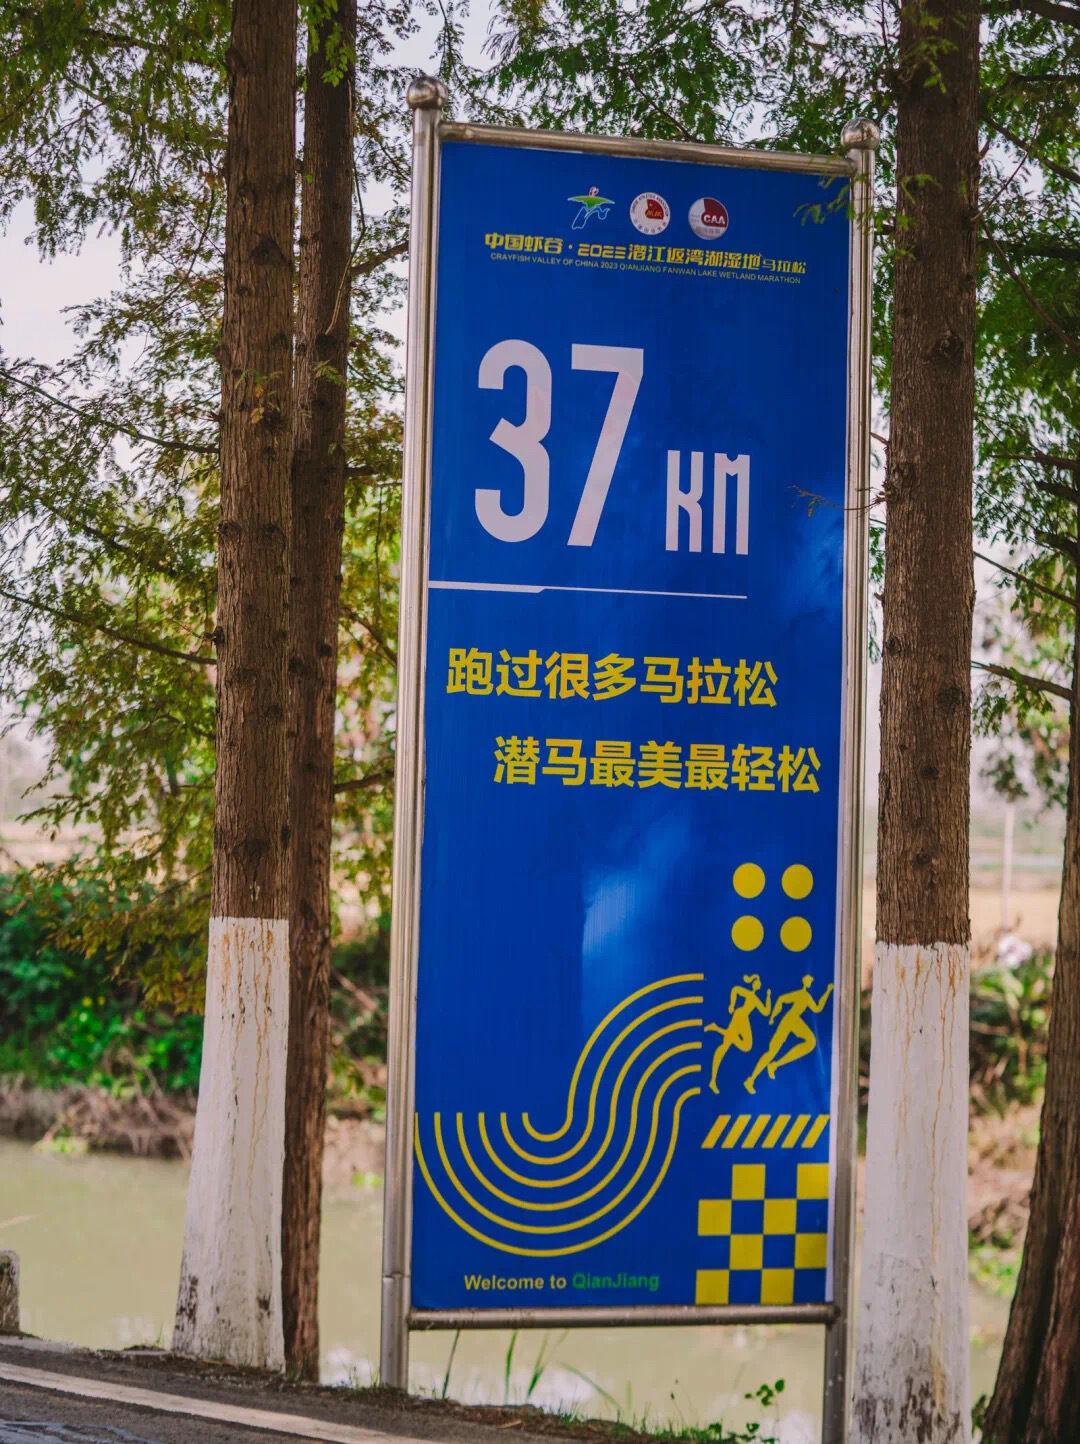 中国虾谷·2023潜江返湾湖湿地马拉松
CRAYFISH VALLEY OF CHINA 2023 QIANJIANG FANWAN LAKE WETLAND MARATHON
CAA
37 KM
跑过很多马拉松
潜马最美最轻松
Welcome to QianJiang